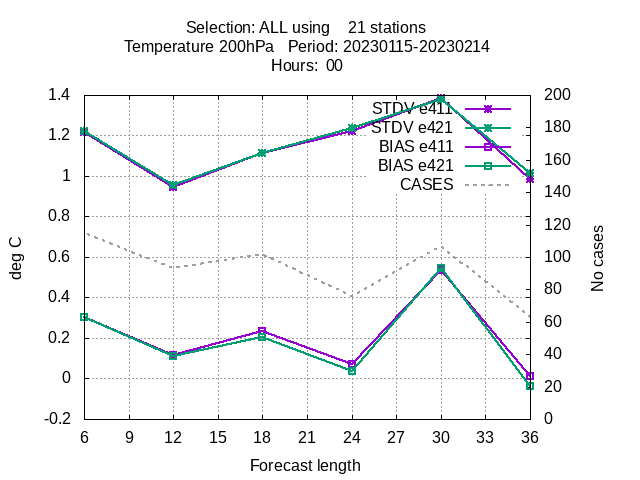 Selection: ALL using    21 stations
Temperature 200hPa   Period: 20230115-20230214
Hours:  00
1.4
1.2
1
0.8
0.6
0.4
0.2
0
-0.2
deg C
STDV e411
STDV e421
BIAS e411
BIAS e421
CASES
200
180
160
140
120
100
80
60
40
20
0
No cases
6 9 12 15 18 21 24 27 30 33 36
Forecast length